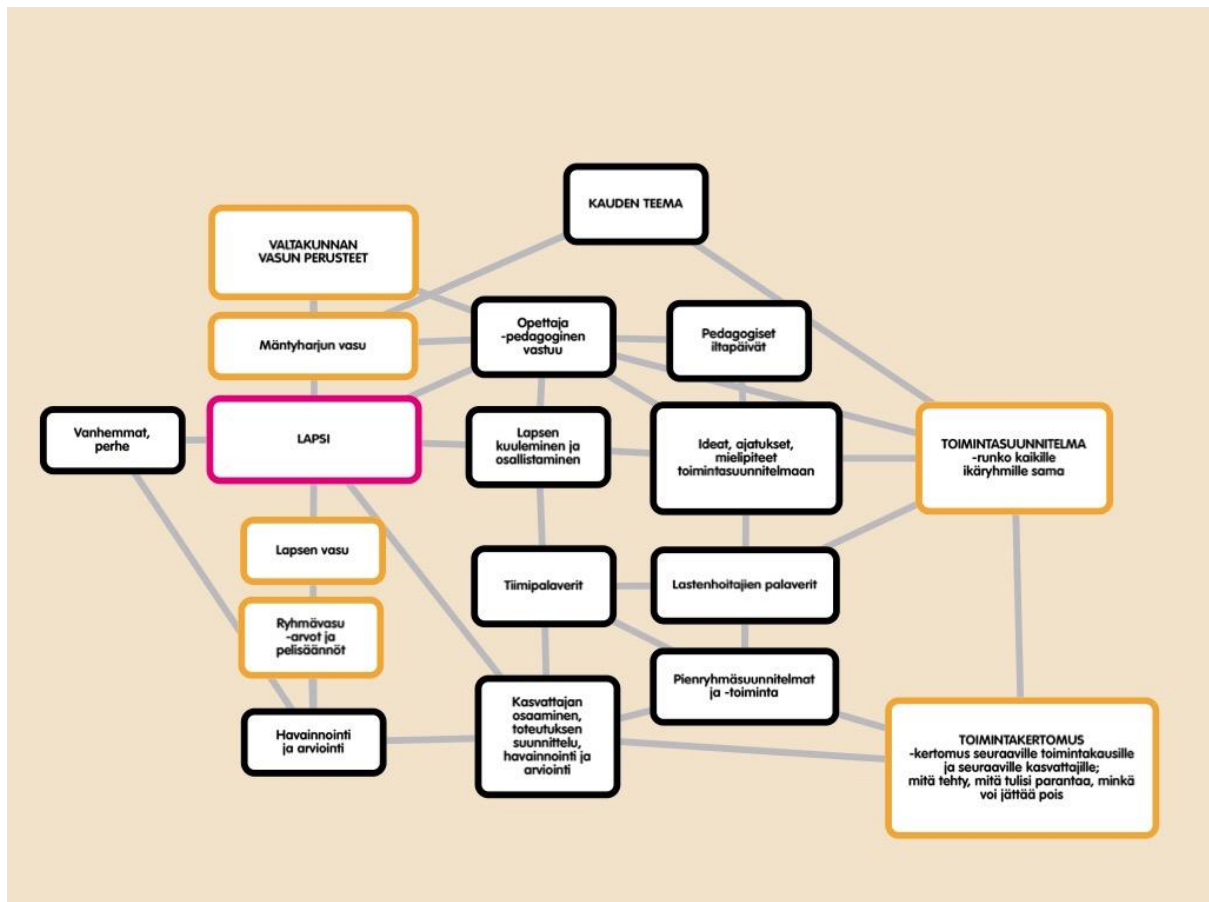 KAUDEN TEEMA
VALTAKUNNAN
VASUN PERUSTEET
Mäntyharjun vasu
Opettaja
-pedagoginen
vastuu
Pedagogiset
iltapäivät
Vanhemmat,
perhe
LAPSI
Lapsen
kuuleminen ja
osallistaminen
Ideat, ajatukset,
mielipiteet
toimintasuunnitelmaan
TOIMINTASUUNNITELMA
-runko kaikille
ikäryhmille sama
Lapsen vasu
Tiimipalaverit
Lastenhoitajien palaverit
Ryhmävasu
-arvot ja
pelisäännöt
Pienryhmäsuunnitelmat
ja -toiminta
Havainnointi
ja arviointi
Kasvattajan
osaaminen,
toteutuksen
suunnittelu,
havainnointi ja
arviointi
TOIMINTAKERTOMUS
-kertomus seuraaville toimintakausille
ja seuraaville kasvattajille;
mitä tehty, mitä tulisi parantaa, minkä
voi jättää pois